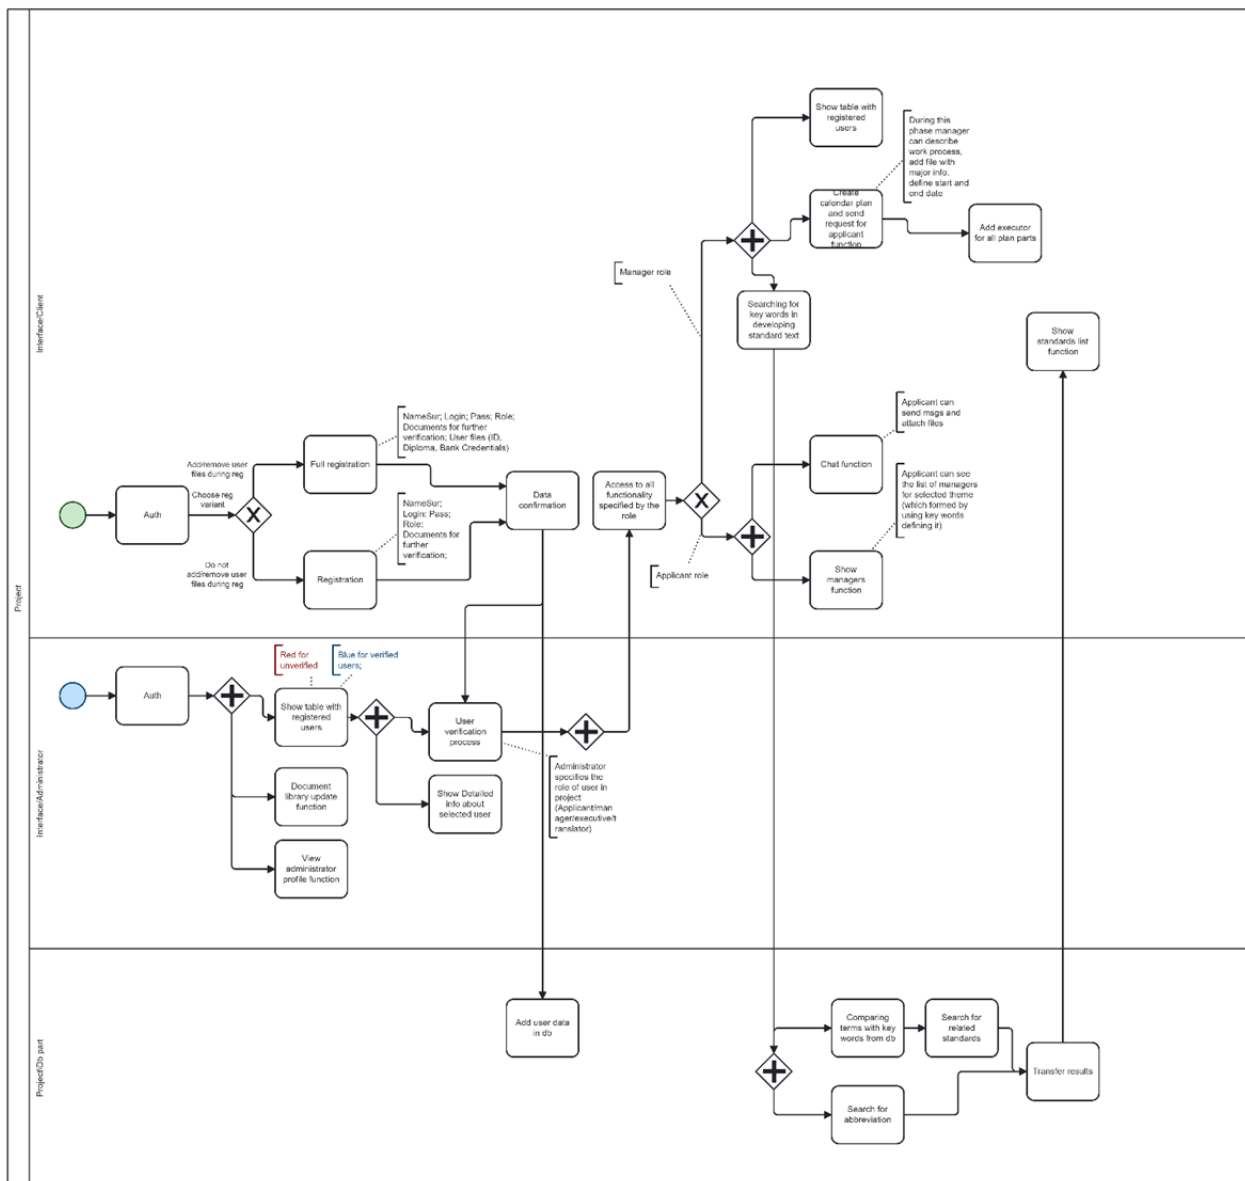 Project
Interface/Client
Show table with
registered
users
During this
phase manager
can describe
work process,
add file with
major info.
define start and
end date
Create
calendar plan
and send
request for
applicant
function
Add executor
for all plan parts
Manager role
Searching for
key words in
developing
standard text
Show
standards list
function
NameSur; Login; Pass; Role;
Documents for further
verification; User files (ID,
Diploma, Bank Credentials)
Applicant can
send msgs and
attach files
Add/remove user
files during reg
Full registration
Chat function
Choose reg
variant
Auth
NameSur;
Login; Pass;
Role;
Documents for
further
verification;
Data
confirmation
Access to all
functionality
specified by the
role
Applicant can see
the list of managers
for selected theme
(which formed by
using key words
defining it)
Do not
add/remove user
files during reg
Registration
Applicant role
Show
managers
function
Interface/Administrator
Red for
unverified
Blue for verified
users;
Auth
Show table with
registered
users
User
verification
process
Document
library update
function
Show Detailed
info about
selected user
Administrator
specifies the
role of user in
project
(Applicant/man
ager/executive/t
ranslator)
View
administrator
profile function
Project\Db part
Add user data
in db
Comparing
terms with key
words from db
Search for
related
standards
Transfer results
Search for
abbreviation